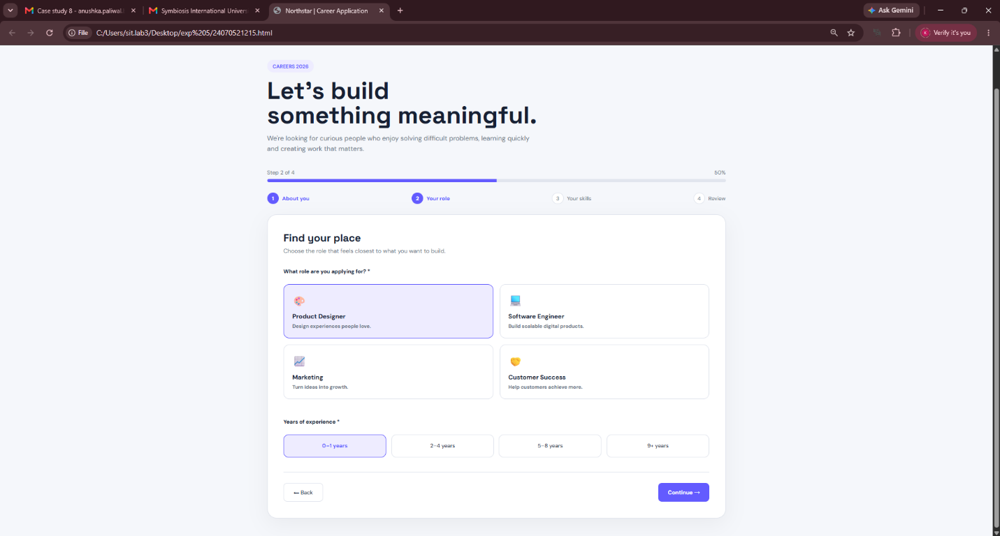 Case study 8 - anushka.paliwal.
Symbiosis International Univers
Northstar | Career Application
Ask Gemini
File
C:/Users/sit.lab3/Desktop/exp%205/24070521215.html
K
Verify it's you
CAREERS 2026
Let's build
something meaningful.
We're looking for curious people who enjoy solving difficult problems, learning quickly
and creating work that matters.
Step 2 of 4
50%
1 About you
2 Your role
3 Your skills
4 Review
Find your place
Choose the role that feels closest to what you want to build.
What role are you applying for? *
Product Designer
Design experiences people love.
Software Engineer
Build scalable digital products.
Marketing
Turn ideas into growth.
Customer Success
Help customers achieve more.
Years of experience *
0–1 years
2–4 years
5–8 years
9+ years
← Back
Continue →